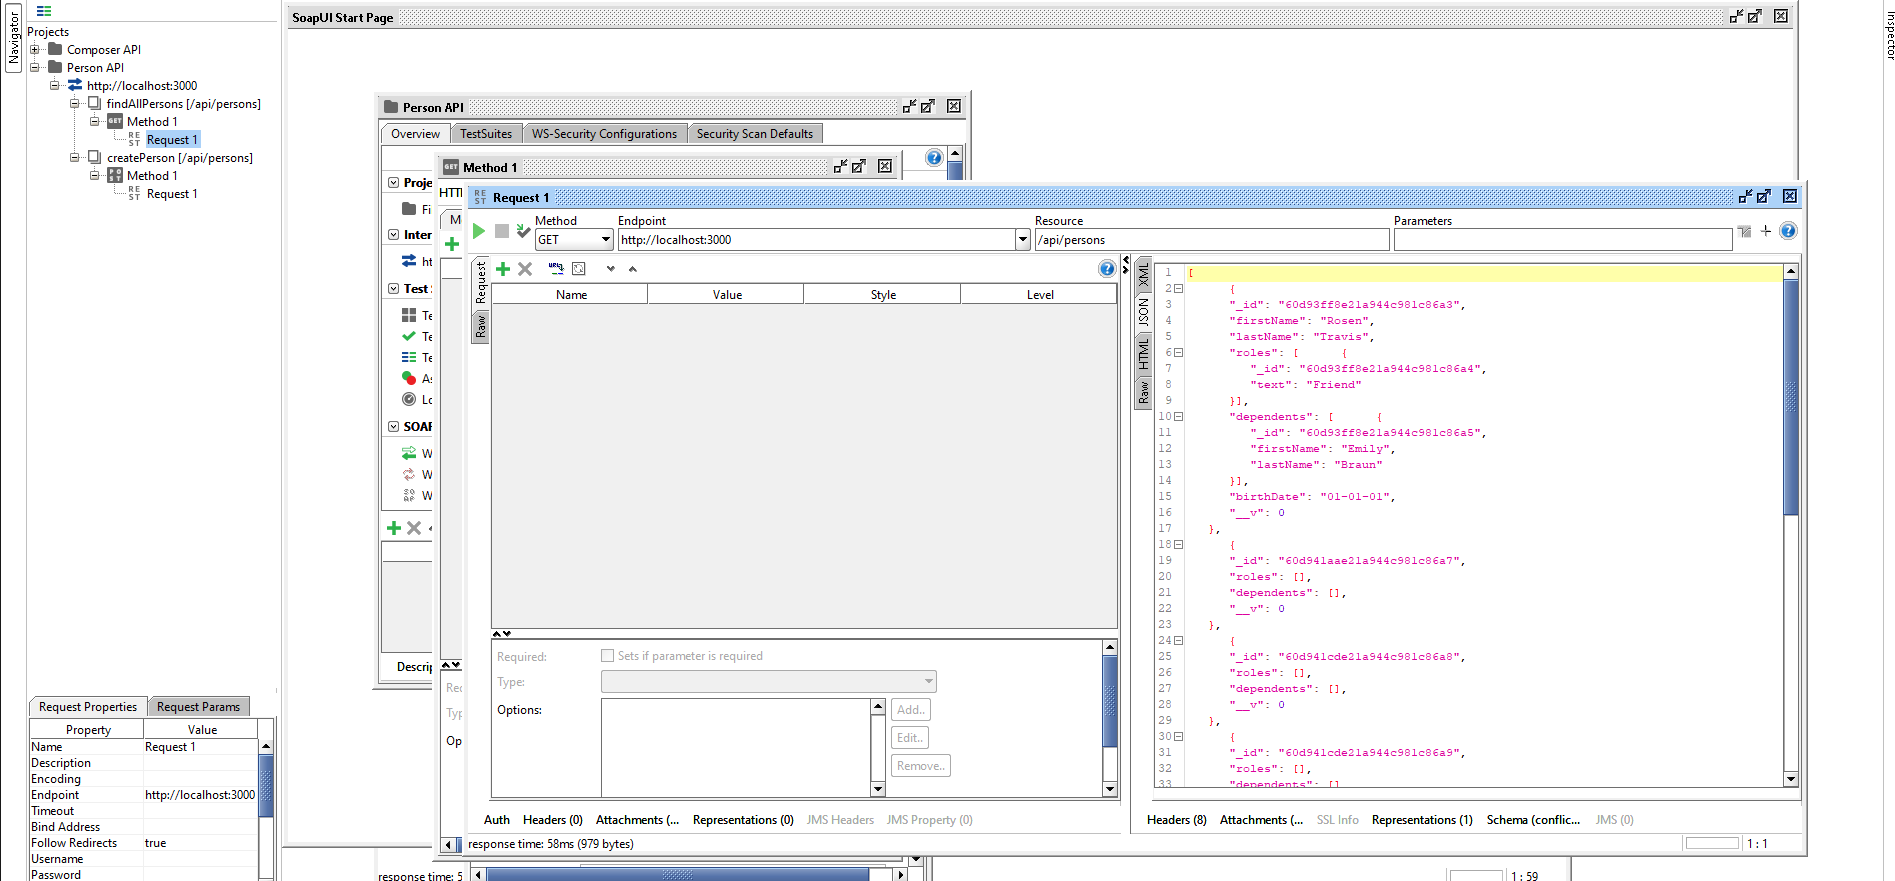 Navigator
Projects
Composer API
Person API
http://localhost:3000
findAllPersons [/api/persons]
GET Method 1
REST Request 1
createPerson [/api/persons]
POST Method 1
REST Request 1
Request Properties Request Params
Property Value
Name Request 1
Description
Encoding
Endpoint http://localhost:3000
Timeout
Bind Address
Follow Redirects true
Username
Password
SoapUI Start Page
Inspector
Person API
Overview TestSuites WS-Security Configurations Security Scan Defaults
Proje
Fi
Inter
ht
Test
Te
Te
Te
As
Lo
SOAF
W
W
W
Descrip
GET Method 1
HTT
M
Rec
Typ
Op
REST Request 1
Method Endpoint Resource Parameters
GET http://localhost:3000 /api/persons
Request
Raw
Name Value Style Level
Required: Sets if parameter is required
Type:
Options:
Add..
Edit..
Remove..
Auth Headers (0) Attachments (... Representations (0) JMS Headers JMS Property (0)
response time: 58ms (979 bytes)
XML
JSON
HTML
Raw
1 [
2 {
3 "_id": "60d93ff8e21a944c981c86a3",
4 "firstName": "Rosen",
5 "lastName": "Travis",
6 "roles": [ {
7 "_id": "60d93ff8e21a944c981c86a4",
8 "text": "Friend"
9 }],
10 "dependents": [ {
11 "_id": "60d93ff8e21a944c981c86a5",
12 "firstName": "Emily",
13 "lastName": "Braun"
14 }],
15 "birthDate": "01-01-01",
16 "__v": 0
17 },
18 {
19 "_id": "60d941aae21a944c981c86a7",
20 "roles": [],
21 "dependents": [],
22 "__v": 0
23 },
24 {
25 "_id": "60d941cde21a944c981c86a8",
26 "roles": [],
27 "dependents": [],
28 "__v": 0
29 },
30 {
31 "_id": "60d941cde21a944c981c86a9",
32 "roles": [],
33 "dependents": []
Headers (8) Attachments (... SSL Info Representations (1) Schema (conflic... JMS (0)
1 : 1
response time: 5
1 : 59